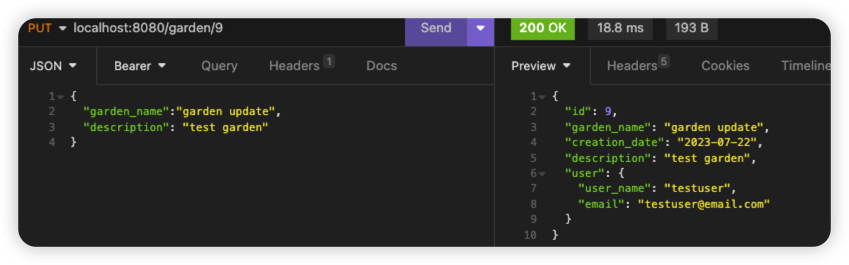 PUT localhost:8080/garden/9 Send 200 OK 18.8 ms 193 B
JSON Bearer Query Headers 1 Docs Preview Headers 5 Cookies Timeline
1 {
2 "garden_name":"garden update",
3 "description": "test garden"
4 }
1 {
2 "id": 9,
3 "garden_name": "garden update",
4 "creation_date": "2023-07-22",
5 "description": "test garden",
6 "user": {
7 "user_name": "testuser",
8 "email": "testuser@email.com"
9 }
10 }